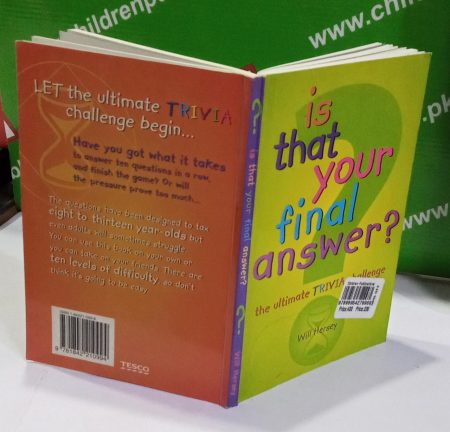 www.childrenp
www.c
.pk
LET the ultimate TRIVIA
challenge begin...
Have you got what it takes
to answer ten questions in a row
and finish the game? Or will
the pressure prove too much...
The questions have been designed to tax
eight to thirteen year-olds but
even adults will sometimes struggle.
You can use this book on your own or
you can take on your friends. There are
ten levels of difficulty, so don't
think it's going to be easy.
TESCO
? is that your final answer? ? Will Hersey
is
that
your
final
answer?
the ultimate TRIVIA challenge
Will Hersey